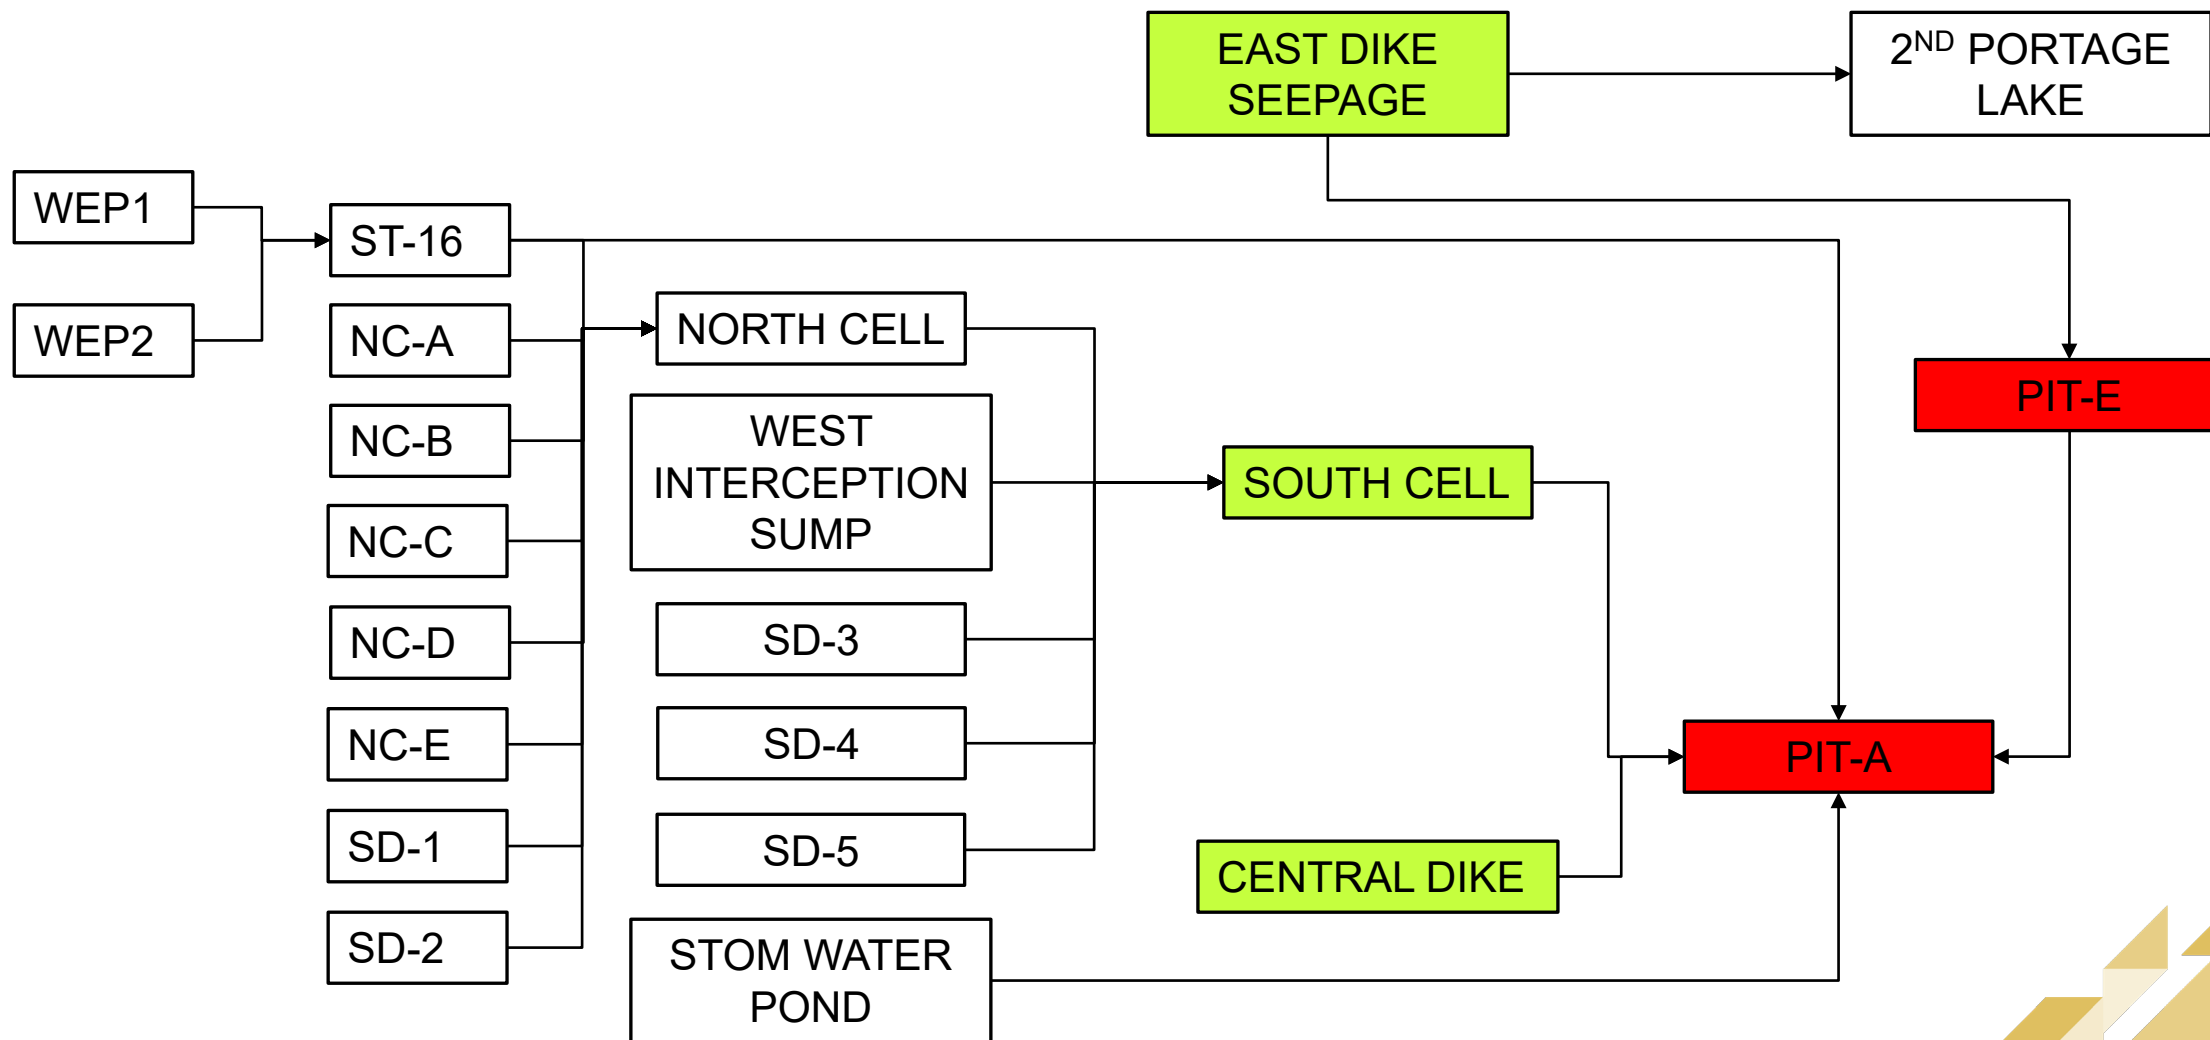 EAST DIKE
SEEPAGE
2ND PORTAGE
LAKE
WEP1
WEP2
ST-16
NC-A
NC-B
NC-C
NC-D
NC-E
SD-1
SD-2
NORTH CELL
WEST
INTERCEPTION
SUMP
SD-3
SD-4
SD-5
STOM WATER
POND
SOUTH CELL
CENTRAL DIKE
PIT-E
PIT-A